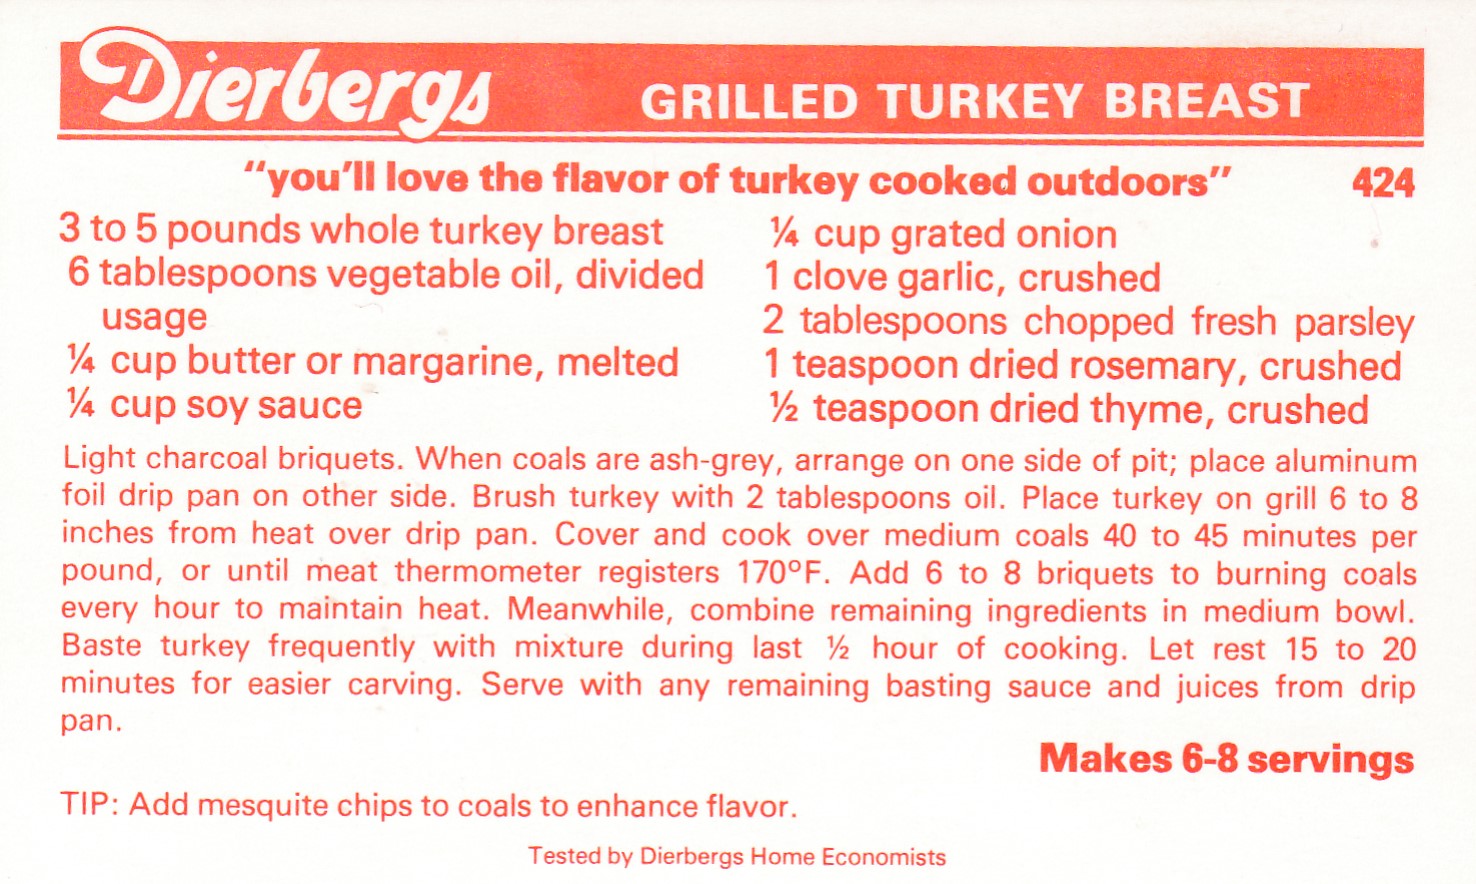 Dierbergs GRILLED TURKEY BREAST
"you'll love the flavor of turkey cooked outdoors" 424
3 to 5 pounds whole turkey breast
6 tablespoons vegetable oil, divided
usage
¼ cup butter or margarine, melted
¼ cup soy sauce
¼ cup grated onion
1 clove garlic, crushed
2 tablespoons chopped fresh parsley
1 teaspoon dried rosemary, crushed
½ teaspoon dried thyme, crushed
Light charcoal briquets. When coals are ash-grey, arrange on one side of pit; place aluminum
foil drip pan on other side. Brush turkey with 2 tablespoons oil. Place turkey on grill 6 to 8
inches from heat over drip pan. Cover and cook over medium coals 40 to 45 minutes per
pound, or until meat thermometer registers 170°F. Add 6 to 8 briquets to burning coals
every hour to maintain heat. Meanwhile, combine remaining ingredients in medium bowl.
Baste turkey frequently with mixture during last ½ hour of cooking. Let rest 15 to 20
minutes for easier carving. Serve with any remaining basting sauce and juices from drip
pan.
Makes 6-8 servings
TIP: Add mesquite chips to coals to enhance flavor.
Tested by Dierbergs Home Economists